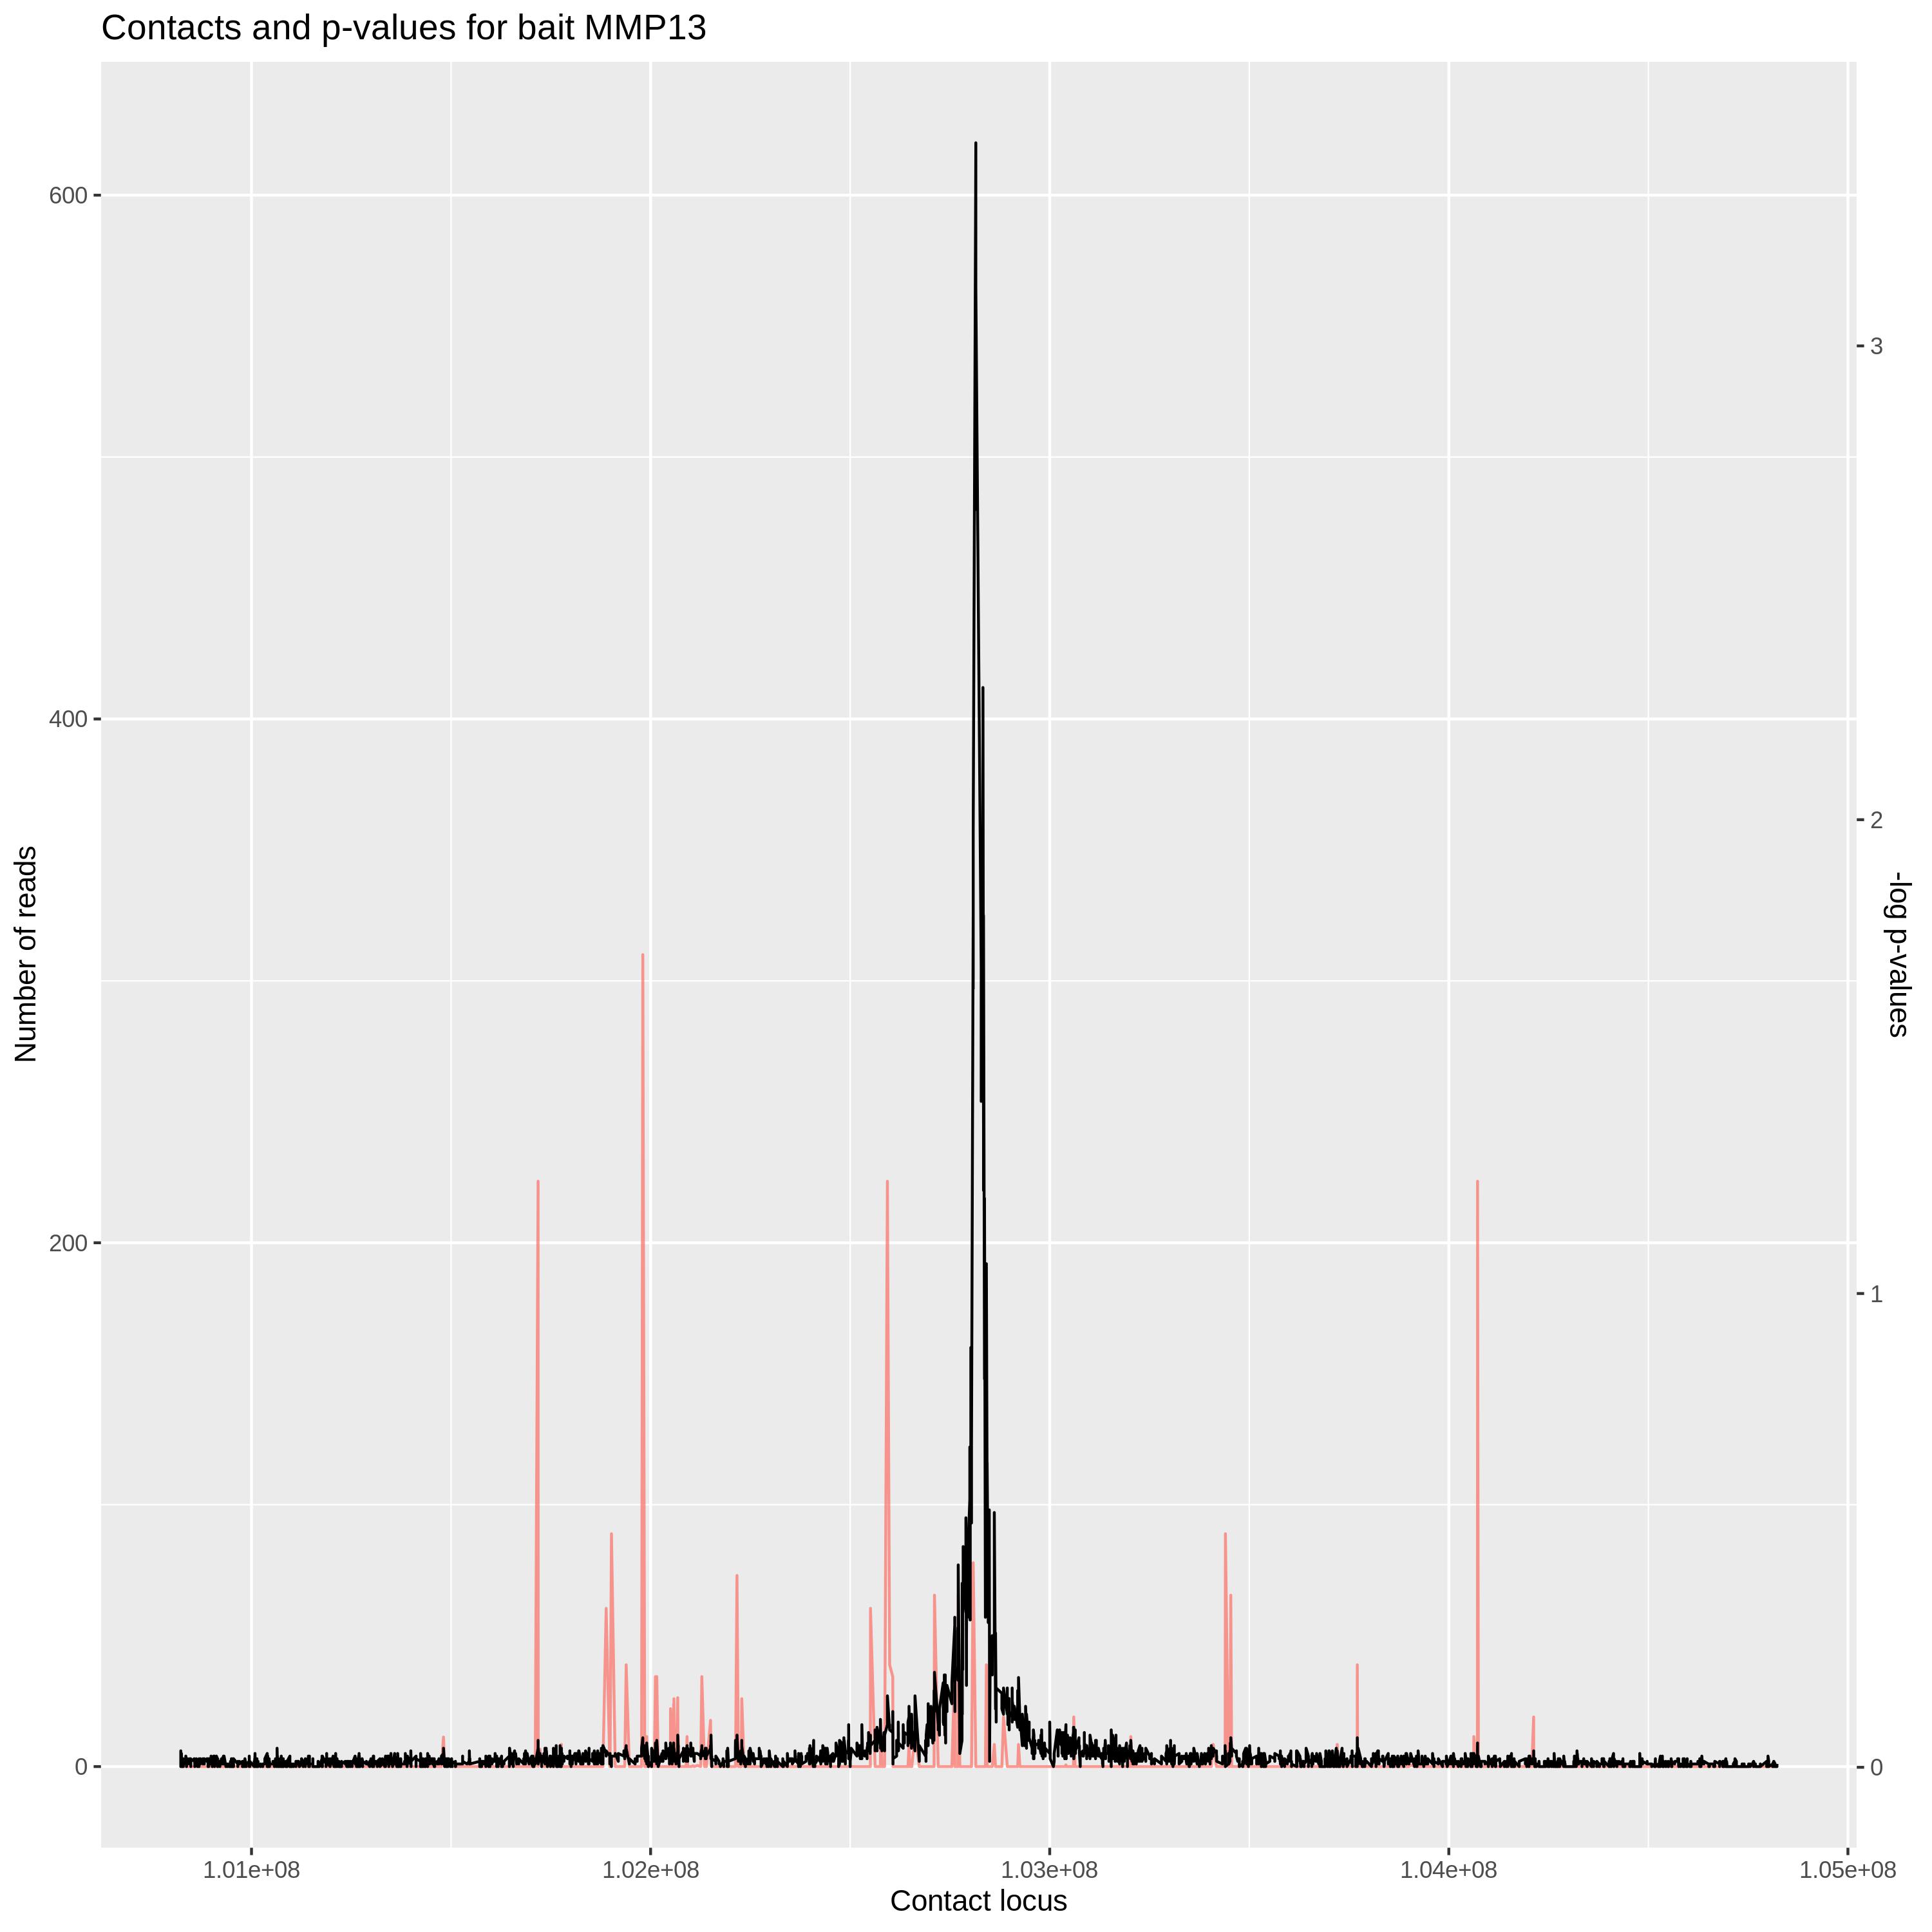 Contacts and p-values for bait MMP13
600
400
200
0
Number of reads
3
2
1
0
-log p-values
1.01e+08
1.02e+08
1.03e+08
1.04e+08
1.05e+08
Contact locus